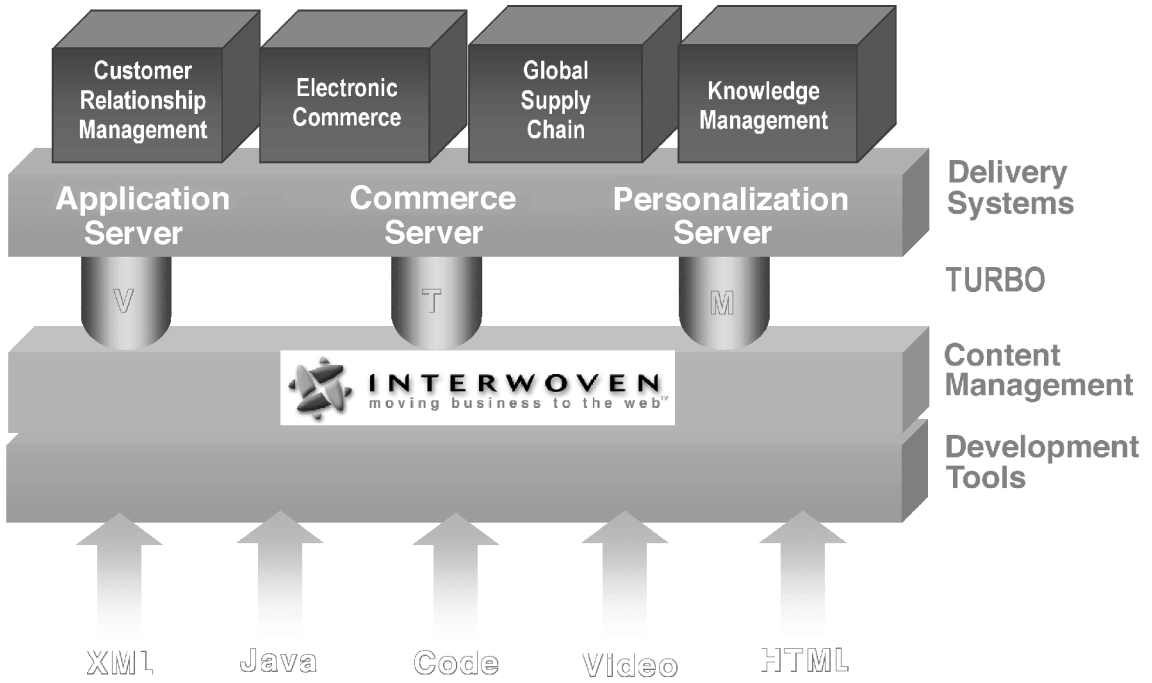 Customer
Relationship
Management
Electronic
Commerce
Global
Supply
Chain
Knowledge
Management
Application
Server
Commerce
Server
Personalization
Server
Delivery
Systems
V
T
M
TURBO
INTERWOVEN
moving business to the web™
Content
Management
Development
Tools
XML
Java
Code
Video
HTML